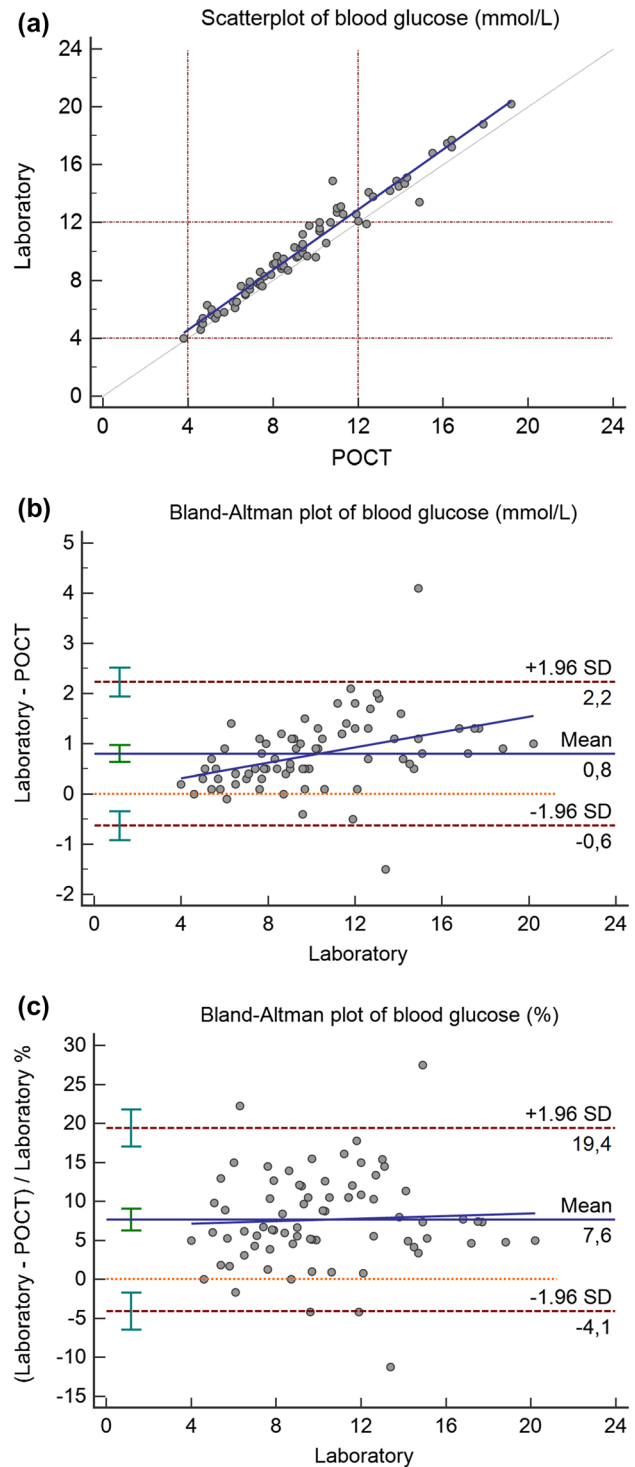 (a)
Scatterplot of blood glucose (mmol/L)
24
20
16
12
8
4
0
Laboratory
0 4 8 12 16 20 24
POCT
(b)
Bland-Altman plot of blood glucose (mmol/L)
5
4
3
2
1
0
-1
-2
Laboratory - POCT
+1.96 SD
2,2
Mean
0,8
-1.96 SD
-0,6
0 4 8 12 16 20 24
Laboratory
(c)
Bland-Altman plot of blood glucose (%)
30
25
20
15
10
5
0
-5
-10
-15
(Laboratory - POCT) / Laboratory %
+1.96 SD
19,4
Mean
7,6
-1.96 SD
-4,1
0 4 8 12 16 20 24
Laboratory